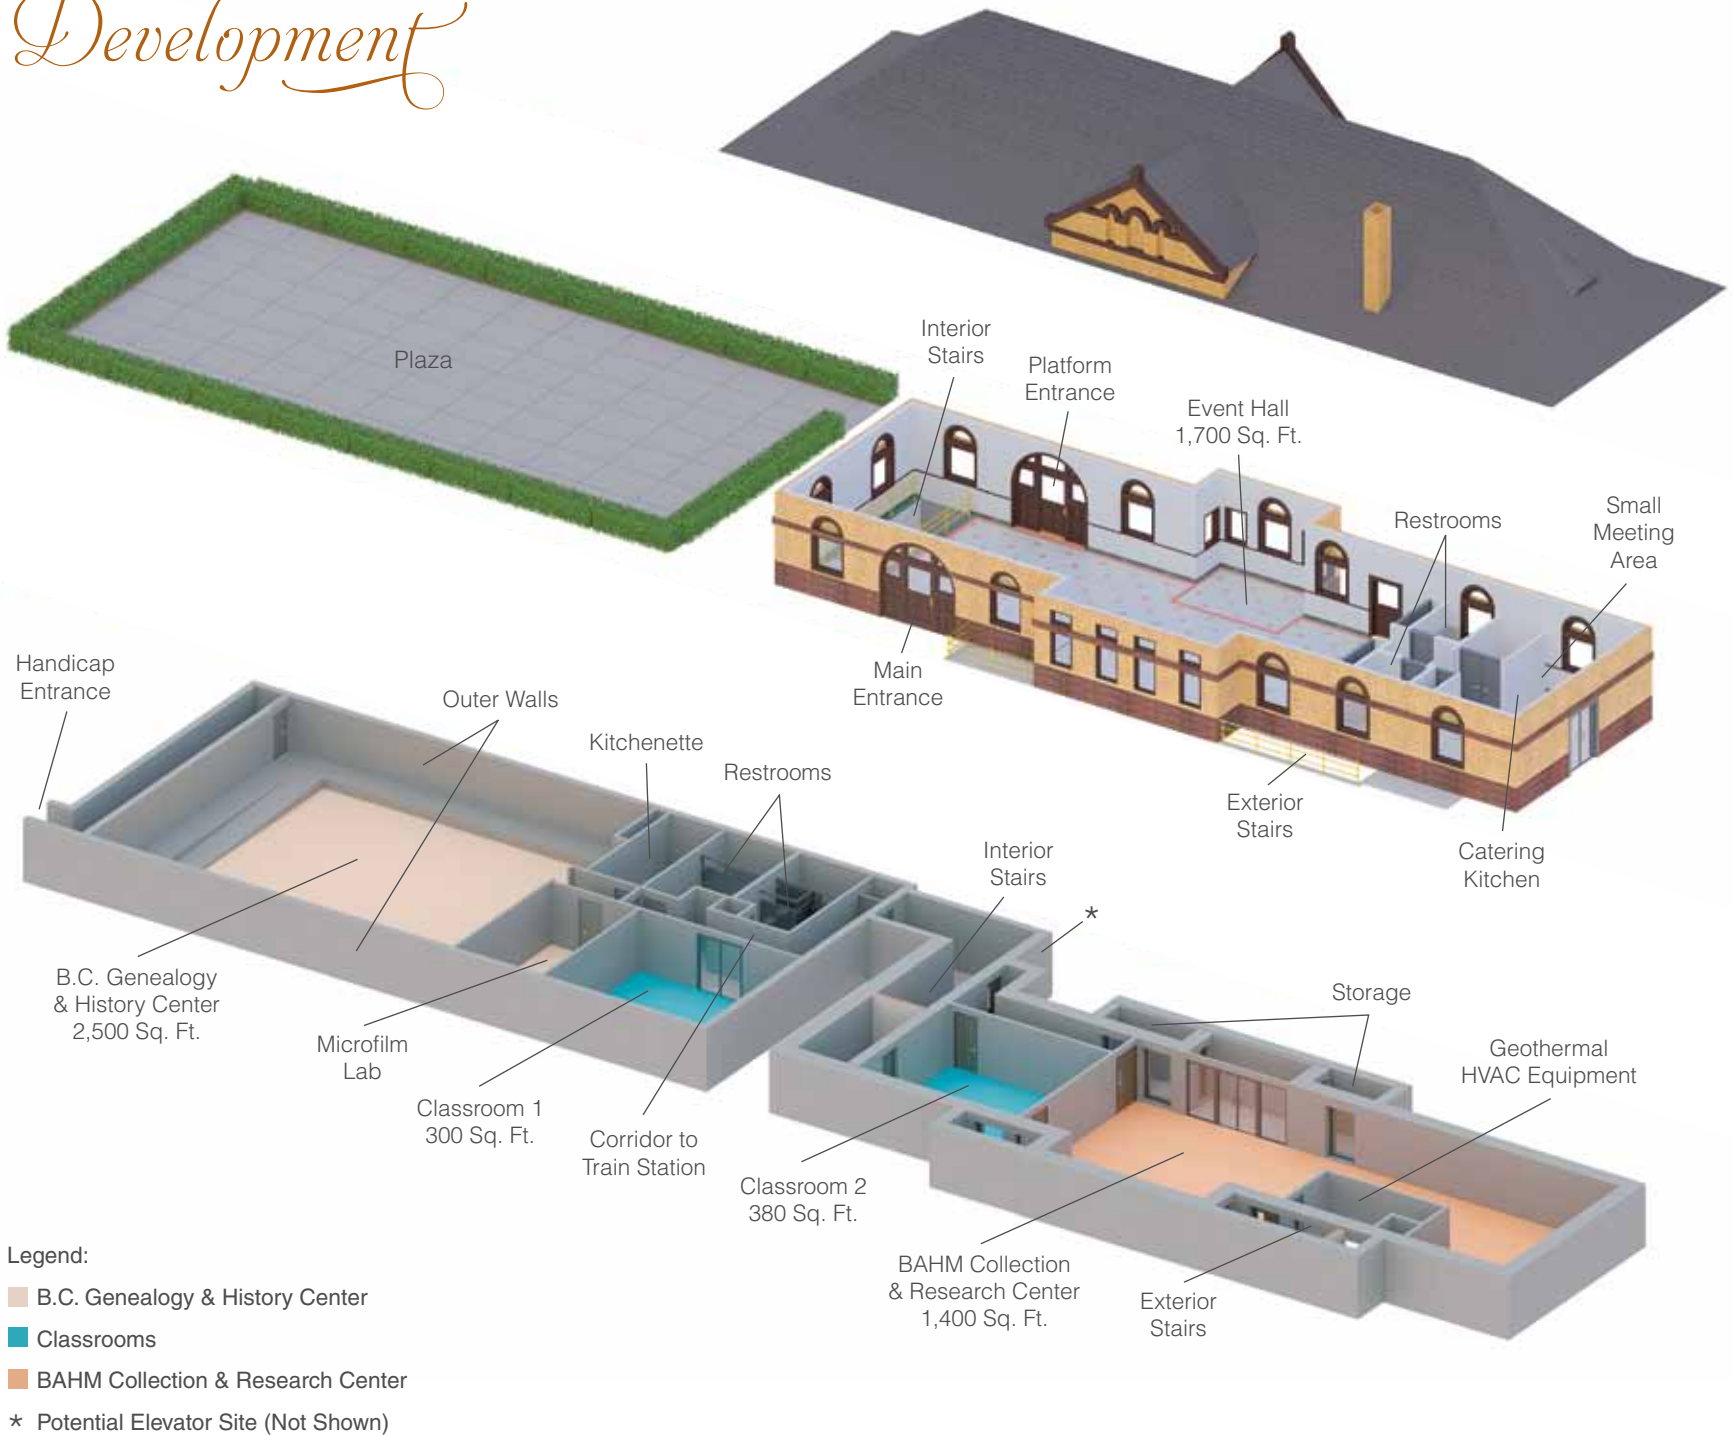 Development
Plaza
Interior
Stairs
Platform
Entrance
Event Hall
1,700 Sq. Ft.
Restrooms
Small
Meeting
Area
Main
Entrance
Exterior
Stairs
Catering
Kitchen
Handicap
Entrance
Outer Walls
Kitchenette
Restrooms
Interior
Stairs
*
Storage
Geothermal
HVAC Equipment
B.C. Genealogy
& History Center
2,500 Sq. Ft.
Microfilm
Lab
Classroom 1
300 Sq. Ft.
Corridor to
Train Station
Classroom 2
380 Sq. Ft.
BAHM Collection
& Research Center
1,400 Sq. Ft.
Exterior
Stairs
Legend:
B.C. Genealogy & History Center
Classrooms
BAHM Collection & Research Center
* Potential Elevator Site (Not Shown)